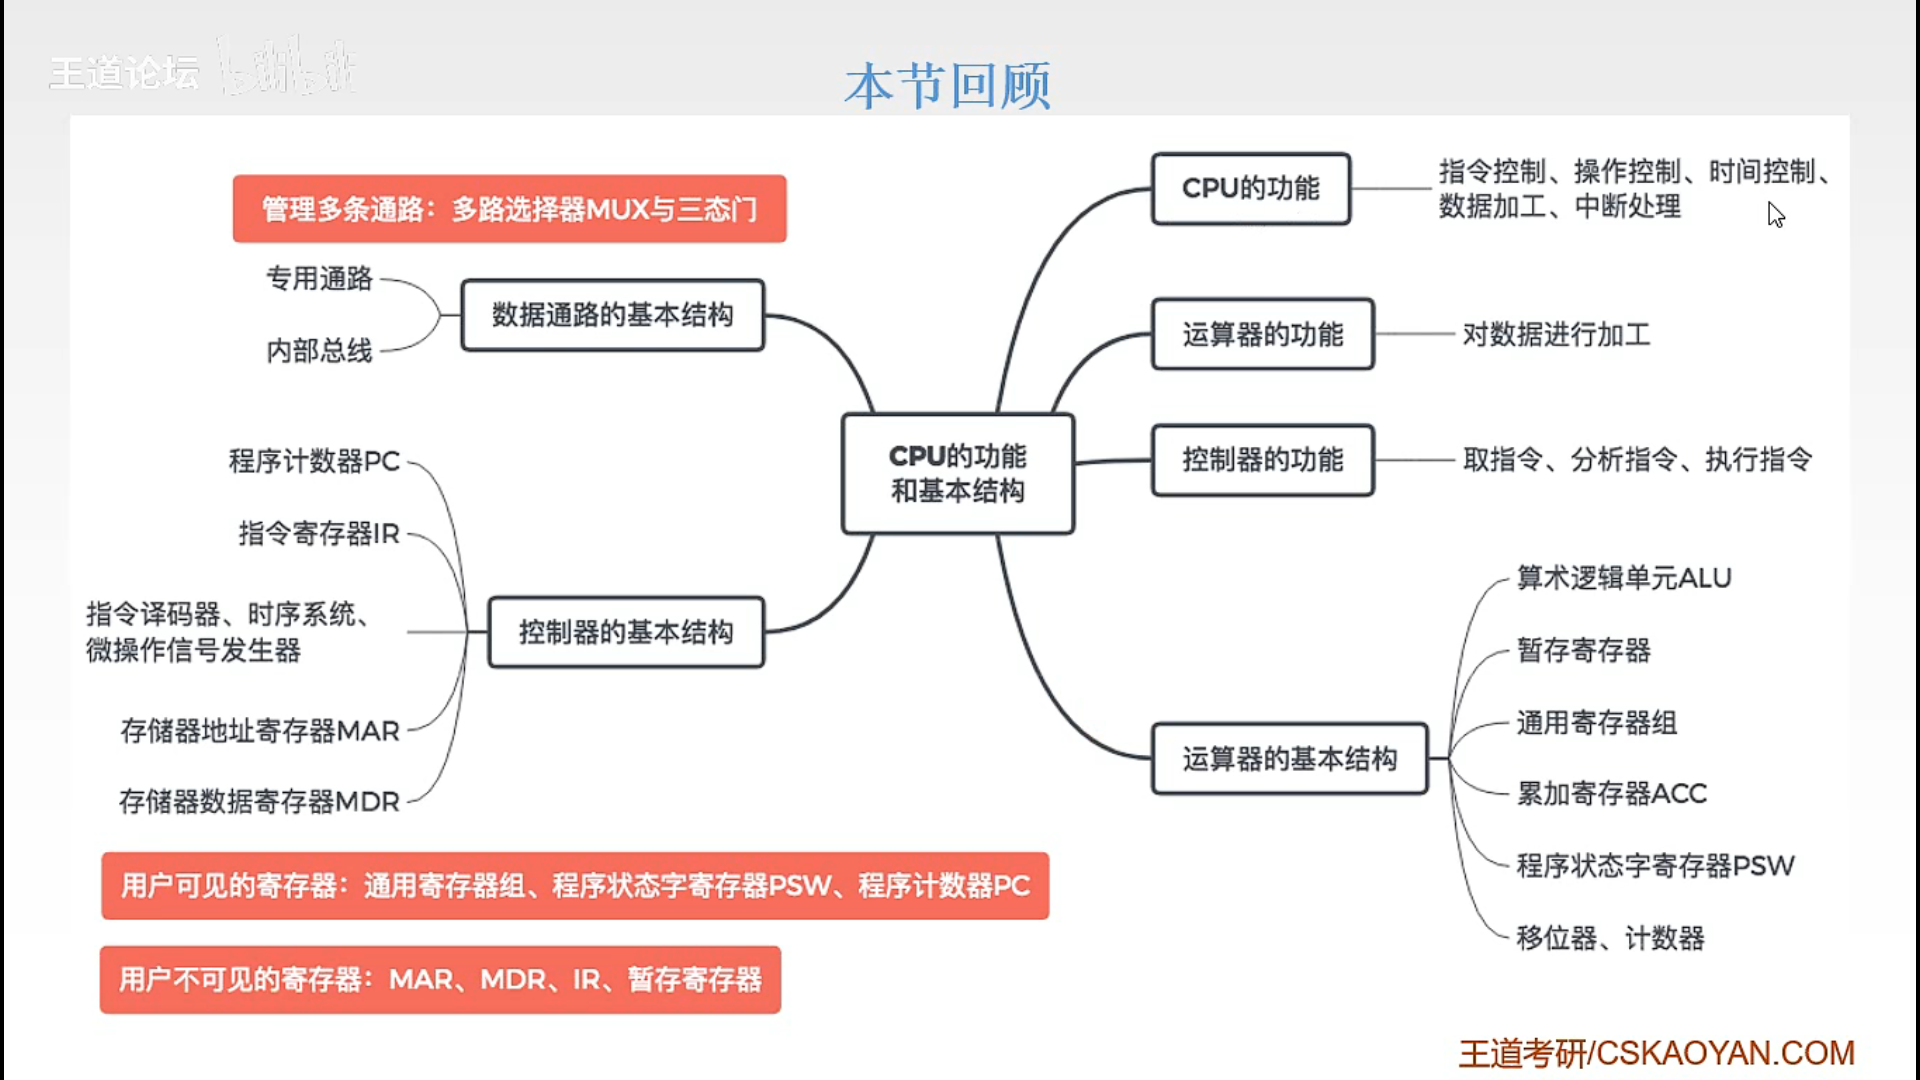 王道论坛 bilibili
本节回顾
管理多条通路：多路选择器MUX与三态门
专用通路
内部总线
数据通路的基本结构
程序计数器PC
指令寄存器IR
指令译码器、时序系统、
微操作信号发生器
存储器地址寄存器MAR
存储器数据寄存器MDR
控制器的基本结构
CPU的功能
和基本结构
CPU的功能
指令控制、操作控制、时间控制、
数据加工、中断处理
运算器的功能
对数据进行加工
控制器的功能
取指令、分析指令、执行指令
运算器的基本结构
算术逻辑单元ALU
暂存寄存器
通用寄存器组
累加寄存器ACC
程序状态字寄存器PSW
移位器、计数器
用户可见的寄存器：通用寄存器组、程序状态字寄存器PSW、程序计数器PC
用户不可见的寄存器：MAR、MDR、IR、暂存寄存器
王道考研/CSKAOYAN.COM